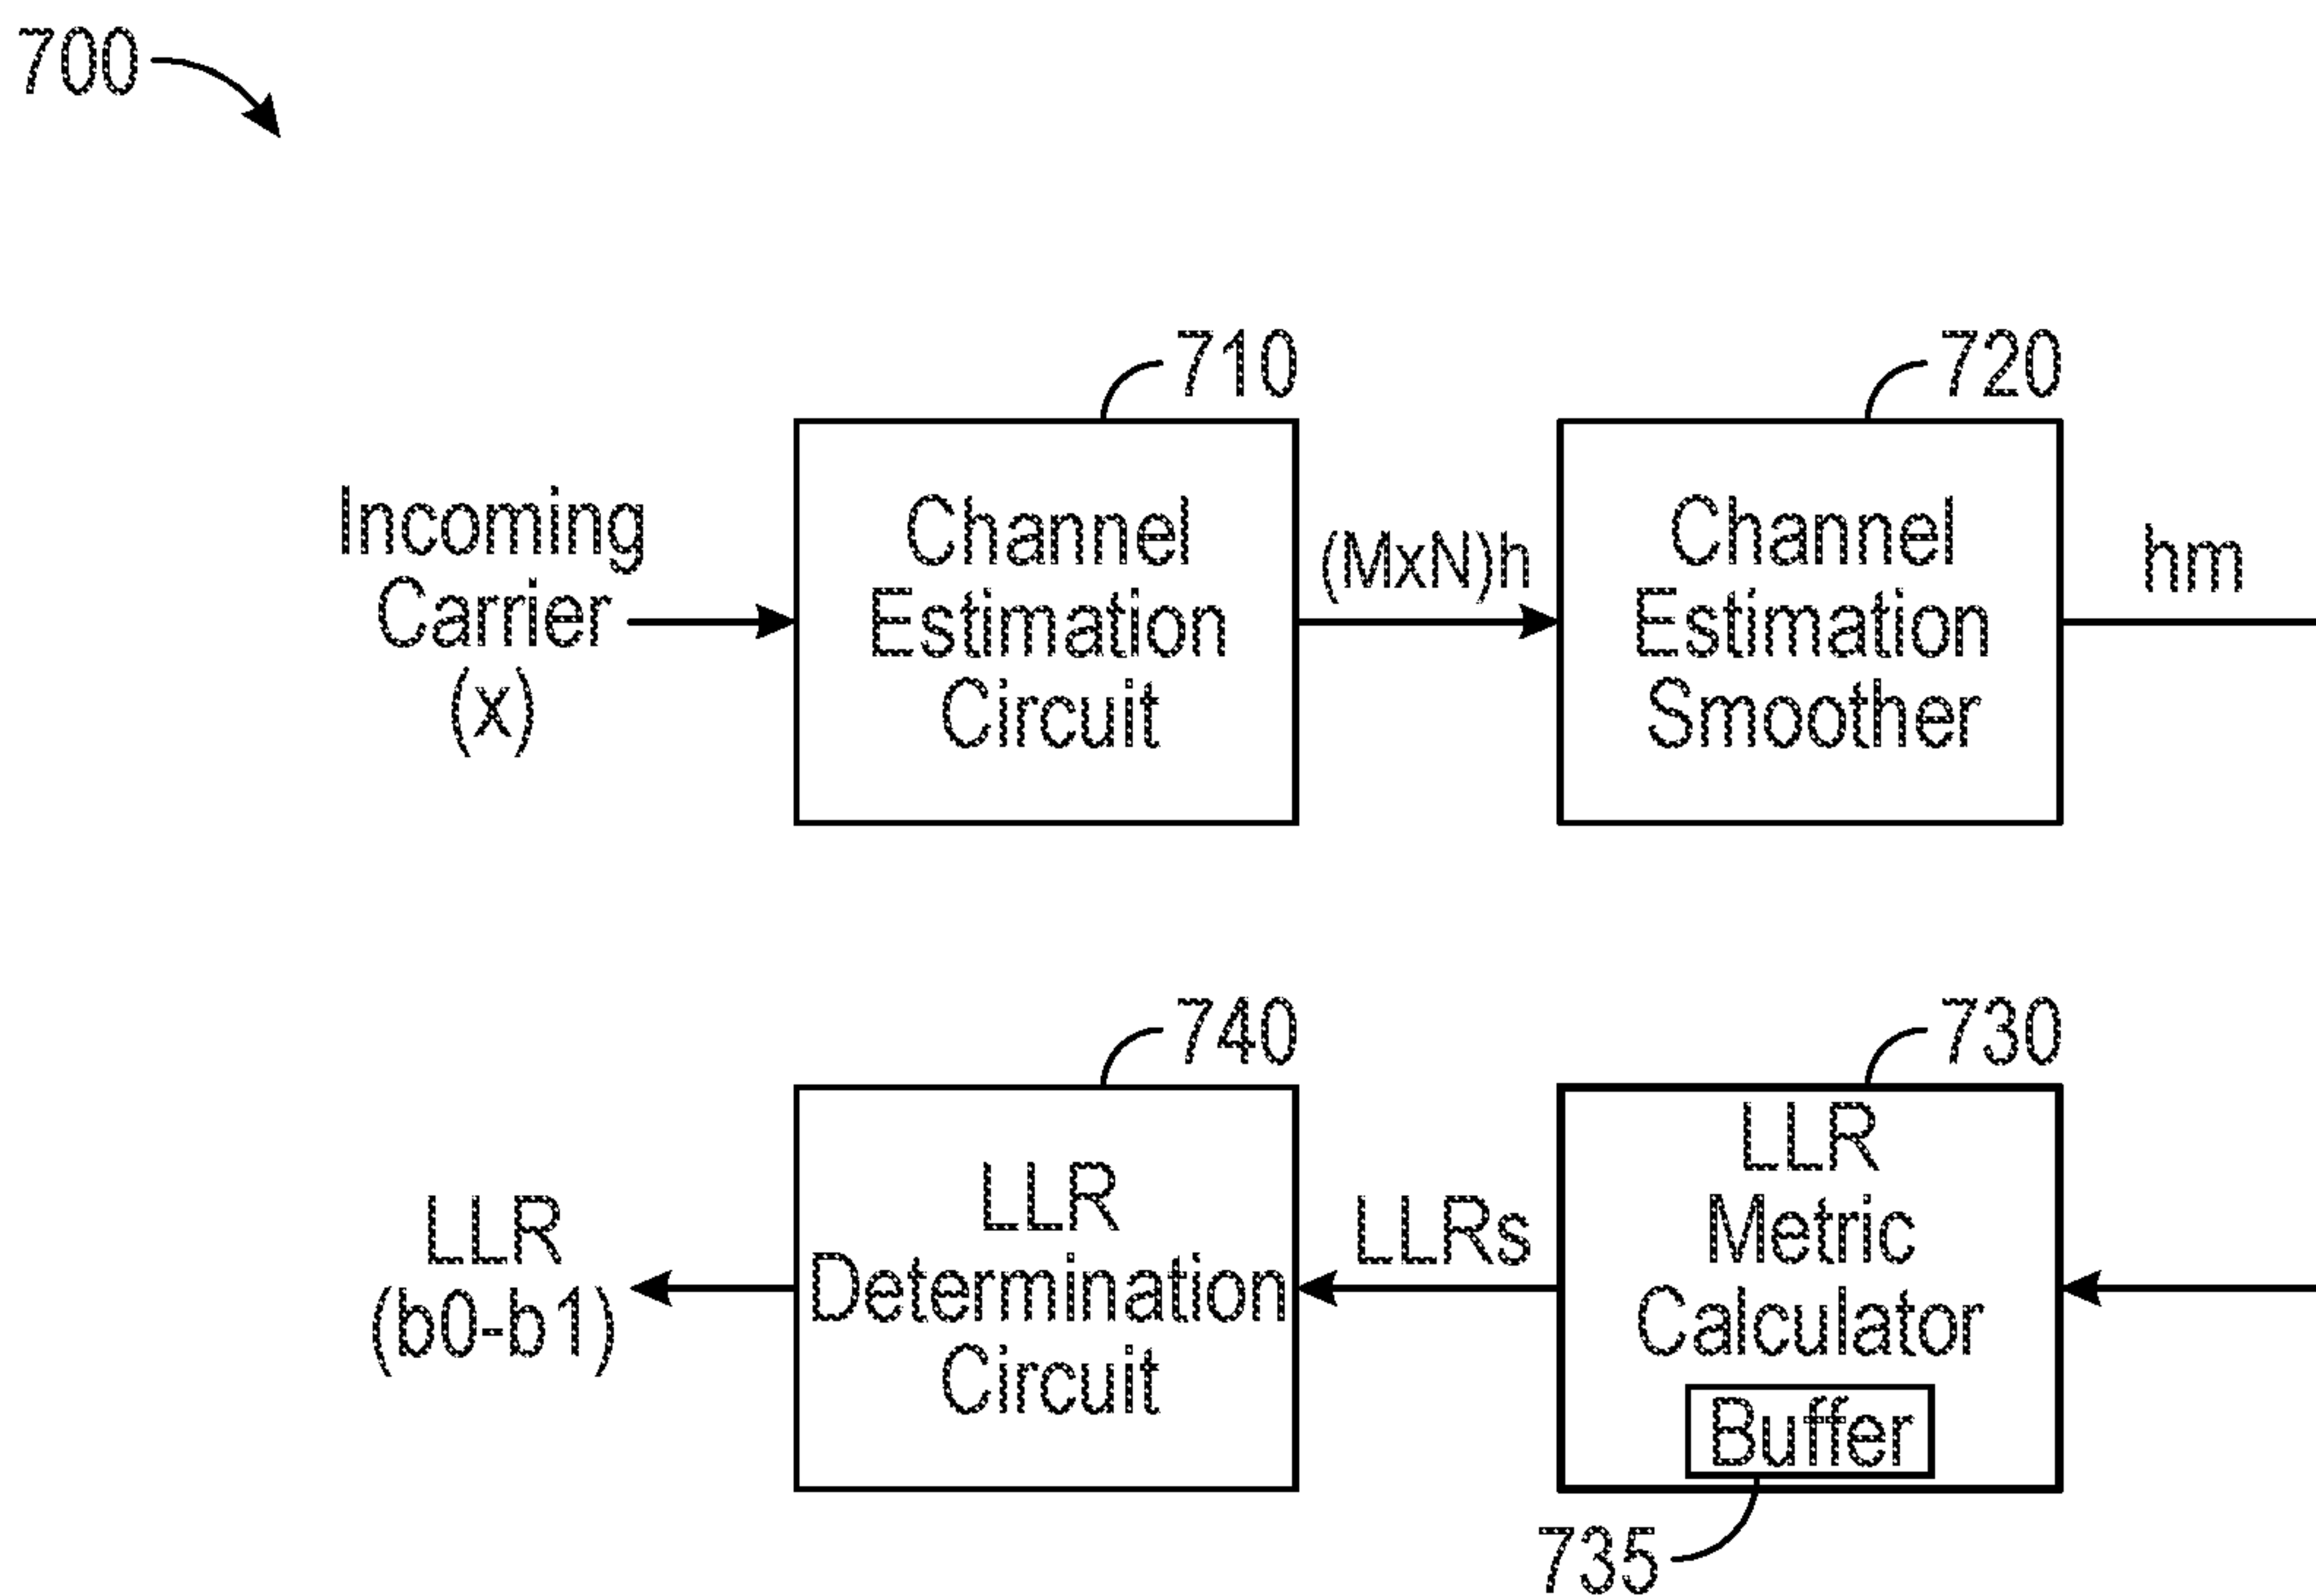 700
710
720
Incoming
Carrier
(x)
Channel
Estimation
Circuit
(MxN)h
Channel
Estimation
Smoother
hm
740
730
LLR
(b0-b1)
LLR
Determination
Circuit
LLRs
LLR
Metric
Calculator
Buffer
735